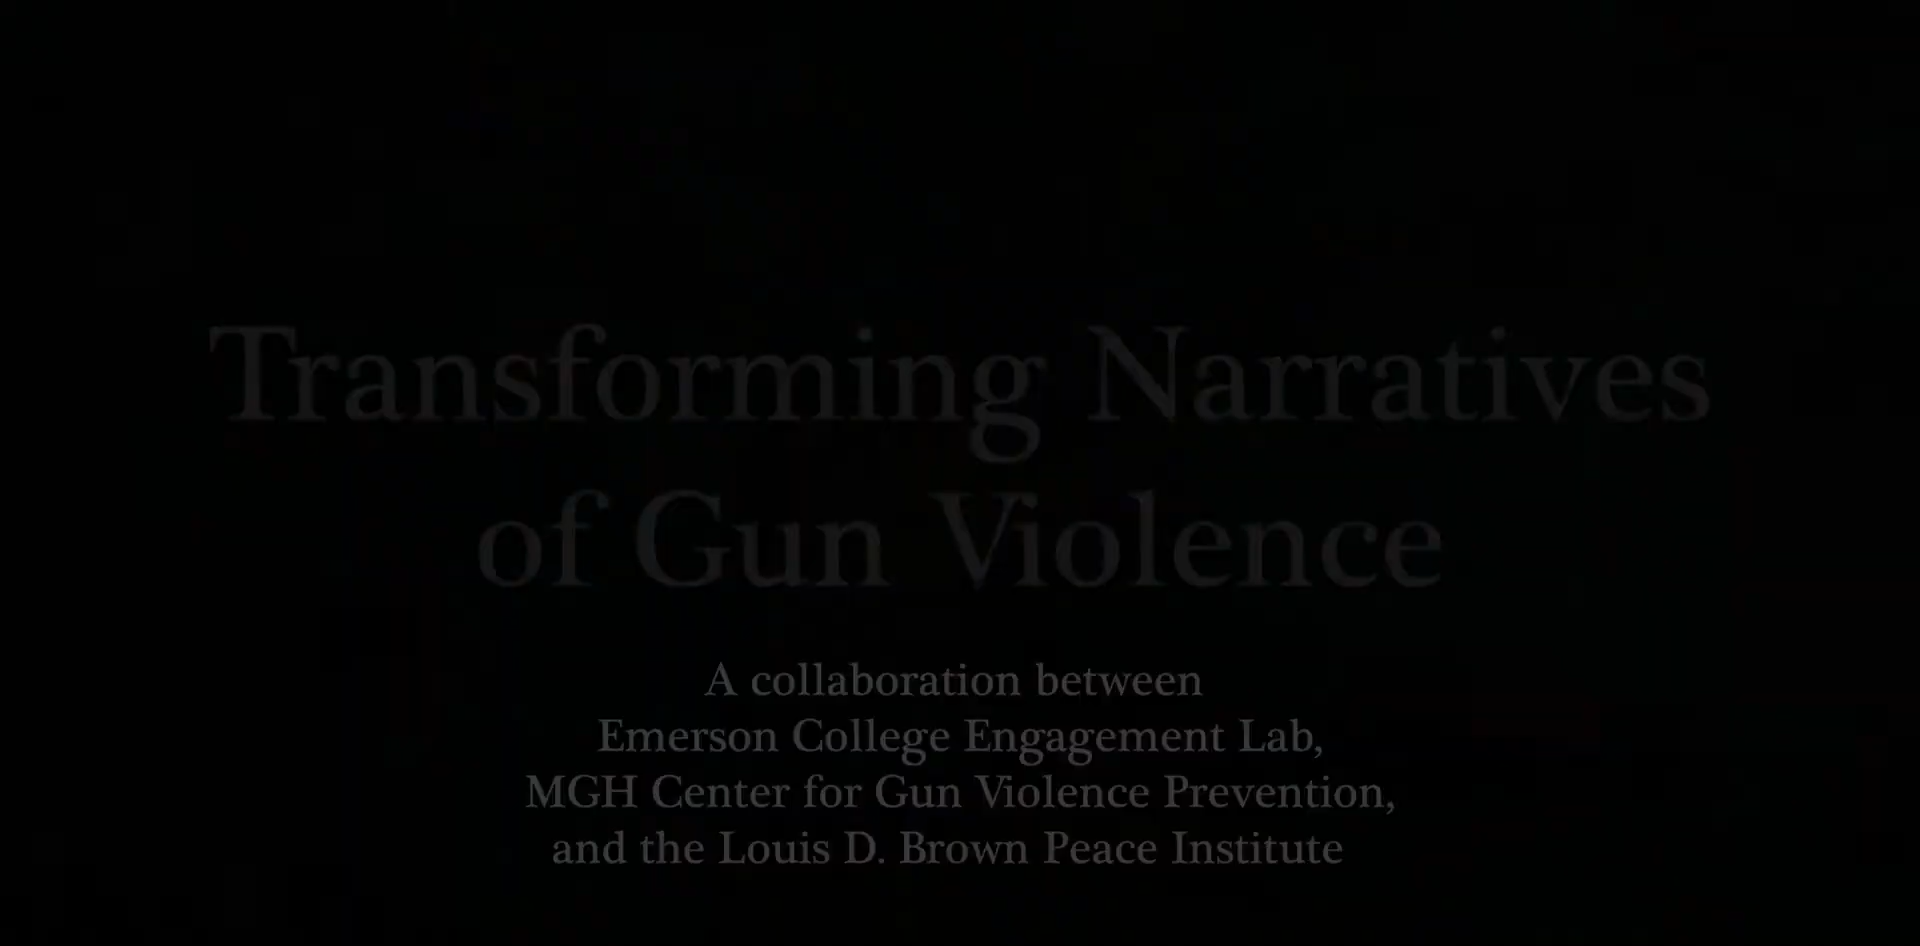 Transforming Narratives
of Gun Violence
A collaboration between
Emerson College Engagement Lab,
MGH Center for Gun Violence Prevention,
and the Louis D. Brown Peace Institute